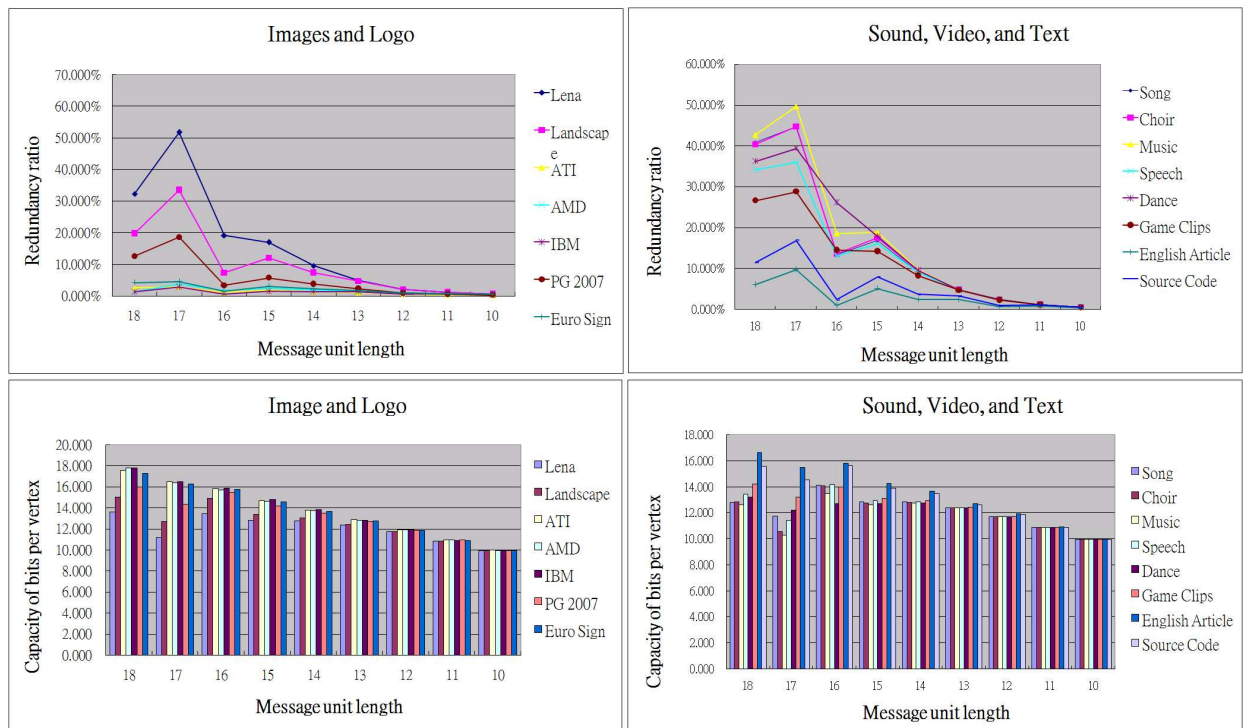 Images and Logo
Redundancy ratio
70.000%
60.000%
50.000%
40.000%
30.000%
20.000%
10.000%
0.000%
18 17 16 15 14 13 12 11 10
Message unit length
Lena
Landscap
e
ATI
AMD
IBM
PG 2007
Euro Sign
Sound, Video, and Text
Redundancy ratio
60.000%
50.000%
40.000%
30.000%
20.000%
10.000%
0.000%
18 17 16 15 14 13 12 11 10
Message unit length
Song
Choir
Music
Speech
Dance
Game Clips
English Article
Source Code
Image and Logo
Capacity of bits per vertex
20.000
18.000
16.000
14.000
12.000
10.000
8.000
6.000
4.000
2.000
0.000
18 17 16 15 14 13 12 11 10
Message unit length
Lena
Landscape
ATI
AMD
IBM
PG 2007
Euro Sign
Sound, Video, and Text
Capacity of bits per vertex
18.000
16.000
14.000
12.000
10.000
8.000
6.000
4.000
2.000
0.000
18 17 16 15 14 13 12 11 10
Message unit length
Song
Choir
Music
Speech
Dance
Game Clips
English Article
Source Code